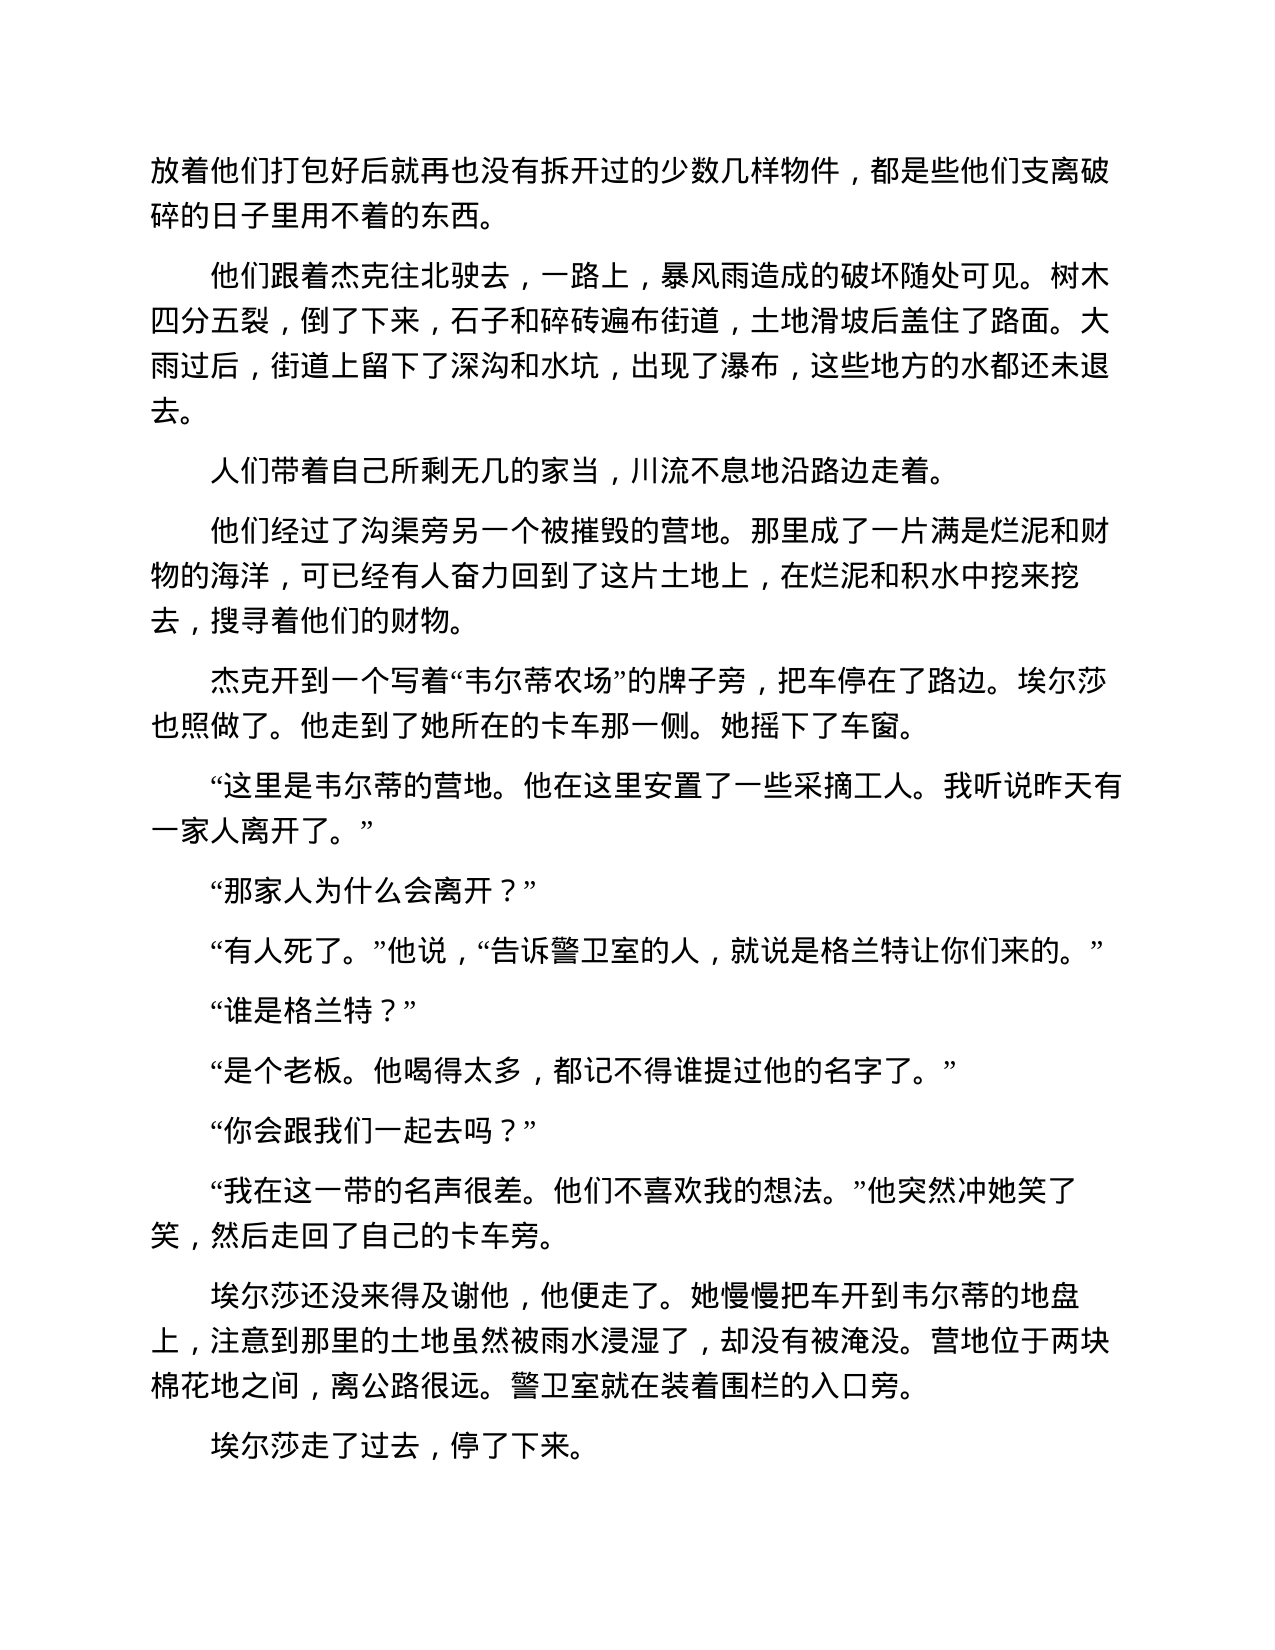 放着他们打包好后就再也没有拆开过的少数几样物件，都是些他们支离破
碎的日子里用不着的东西。
他们跟着杰克往北驶去，一路上，暴风雨造成的破坏随处可见。树木
四分五裂，倒了下来，石子和碎砖遍布街道，土地滑坡后盖住了路面。大
雨过后，街道上留下了深沟和水坑，出现了瀑布，这些地方的水都还未退
去。
人们带着自己所剩无几的家当，川流不息地沿路边走着。
他们经过了沟渠旁另一个被摧毁的营地。那里成了一片满是烂泥和财
物的海洋，可已经有人奋力回到了这片土地上，在烂泥和积水中挖来挖
去，搜寻着他们的财物。
杰克开到一个写着“韦尔蒂农场”的牌子旁，把车停在了路边。埃尔莎
也照做了。他走到了她所在的卡车那一侧。她摇下了车窗。
“这里是韦尔蒂的营地。他在这里安置了一些采摘工人。我听说昨天有
一家人离开了。”
“那家人为什么会离开？”
“有人死了。”他说，“告诉警卫室的人，就说是格兰特让你们来的。”
“谁是格兰特？”
“是个老板。他喝得太多，都记不得谁提过他的名字了。”
“你会跟我们一起去吗？”
“我在这一带的名声很差。他们不喜欢我的想法。”他突然冲她笑了
笑，然后走回了自己的卡车旁。
埃尔莎还没来得及谢他，他便走了。她慢慢把车开到韦尔蒂的地盘
上，注意到那里的土地虽然被雨水浸湿了，却没有被淹没。营地位于两块
棉花地之间，离公路很远。警卫室就在装着围栏的入口旁。
埃尔莎走了过去，停了下来。